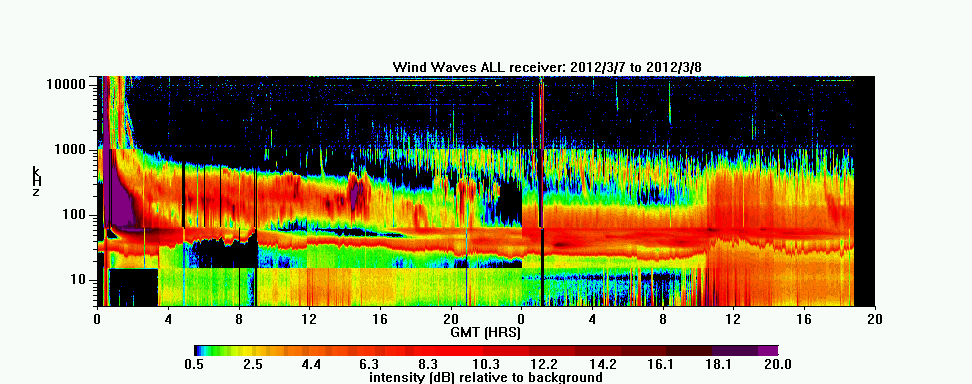 Wind Waves ALL receiver: 2012/3/7 to 2012/3/8
10000
1000
kHz
100
10
0 4 8 12 16 20 0 4 8 12 16 20
GMT (HRS)
0.5 2.5 4.4 6.3 8.3 10.3 12.2 14.2 16.1 18.1 20.0
intensity (dB) relative to background